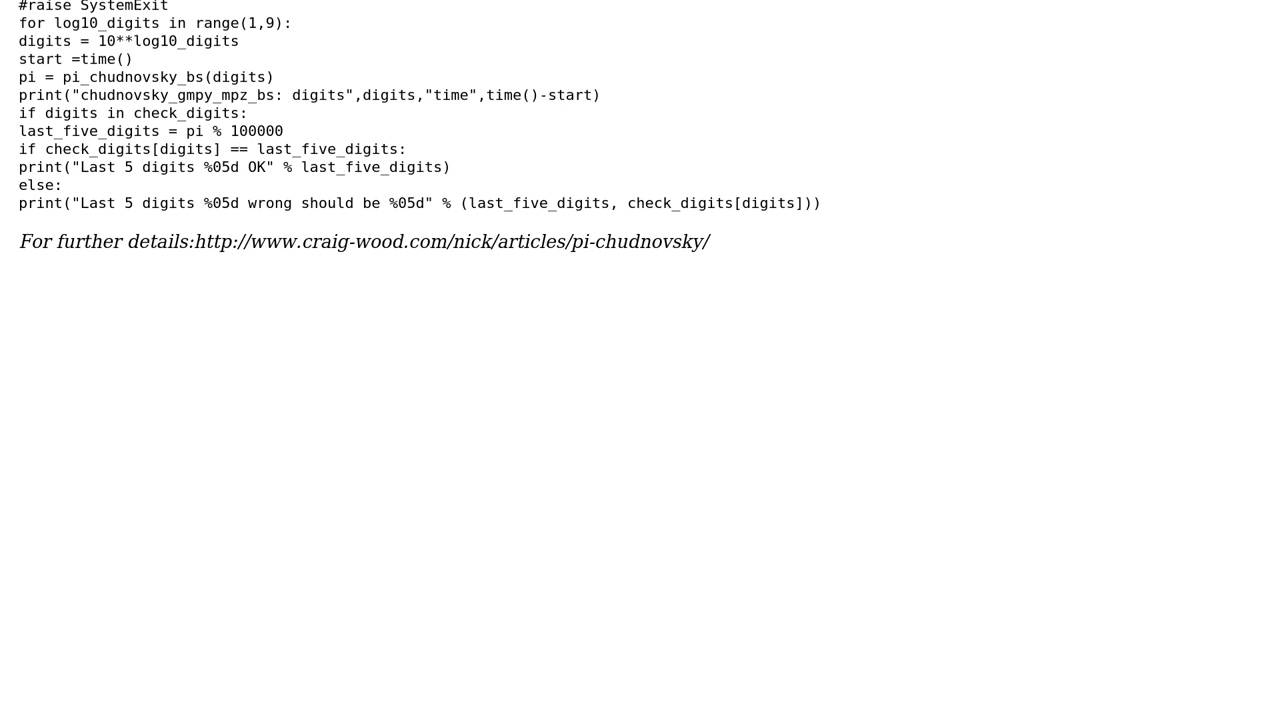 #raise SystemExit
for log10_digits in range(1,9):
digits = 10**log10_digits
start =time()
pi = pi_chudnovsky_bs(digits)
print("chudnovsky_gmpy_mpz_bs: digits",digits,"time",time()-start)
if digits in check_digits:
last_five_digits = pi % 100000
if check_digits[digits] == last_five_digits:
print("Last 5 digits %05d OK" % last_five_digits)
else:
print("Last 5 digits %05d wrong should be %05d" % (last_five_digits, check_digits[digits]))
For further details:http://www.craig-wood.com/nick/articles/pi-chudnovsky/